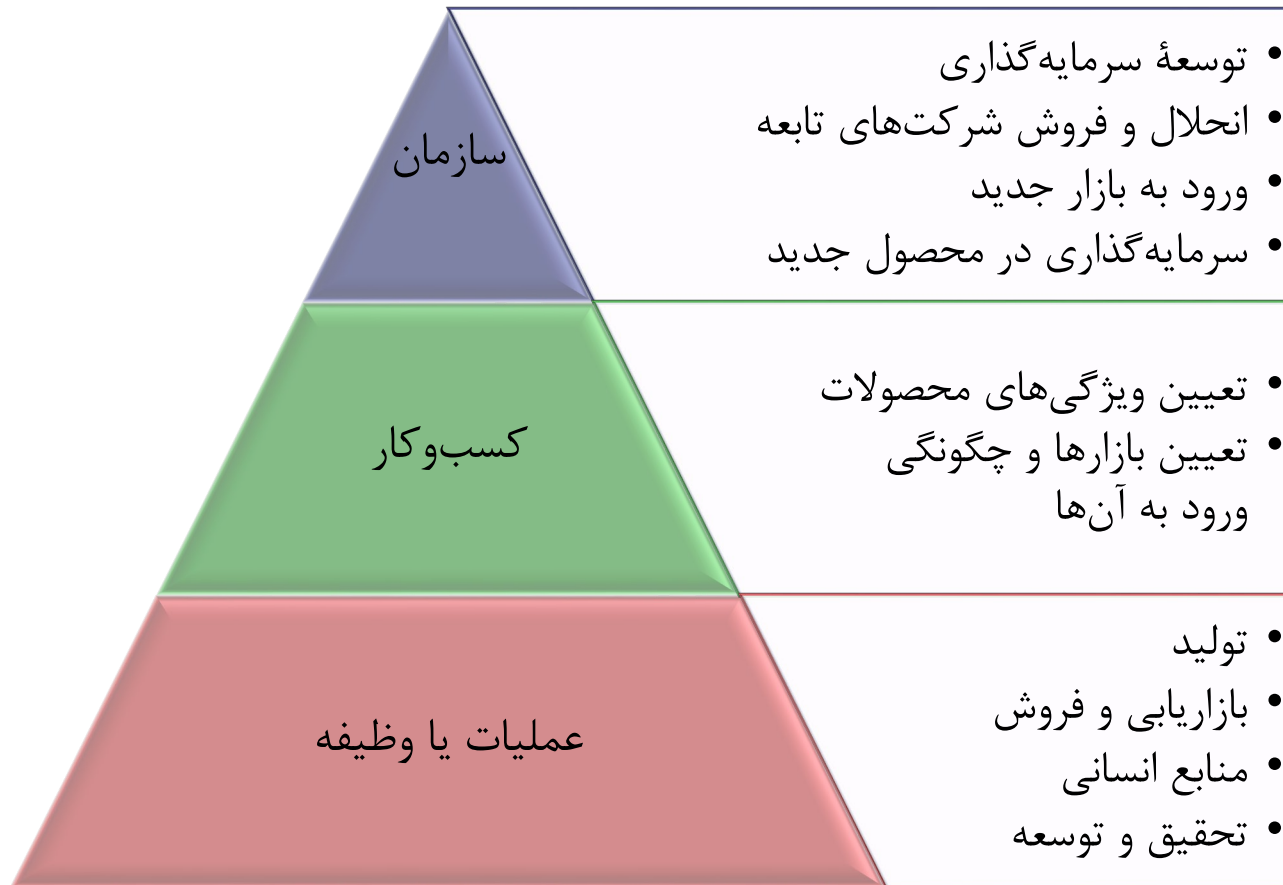 سازمان
• توسعهٔ سرمایه‌گذاری
• انحلال و فروش شرکت‌های تابعه
• ورود به بازار جدید
• سرمایه‌گذاری در محصول جدید
کسب‌وکار
• تعیین ویژگی‌های محصولات
• تعیین بازارها و چگونگی
ورود به آن‌ها
عملیات یا وظیفه
• تولید
• بازاریابی و فروش
• منابع انسانی
• تحقیق و توسعه